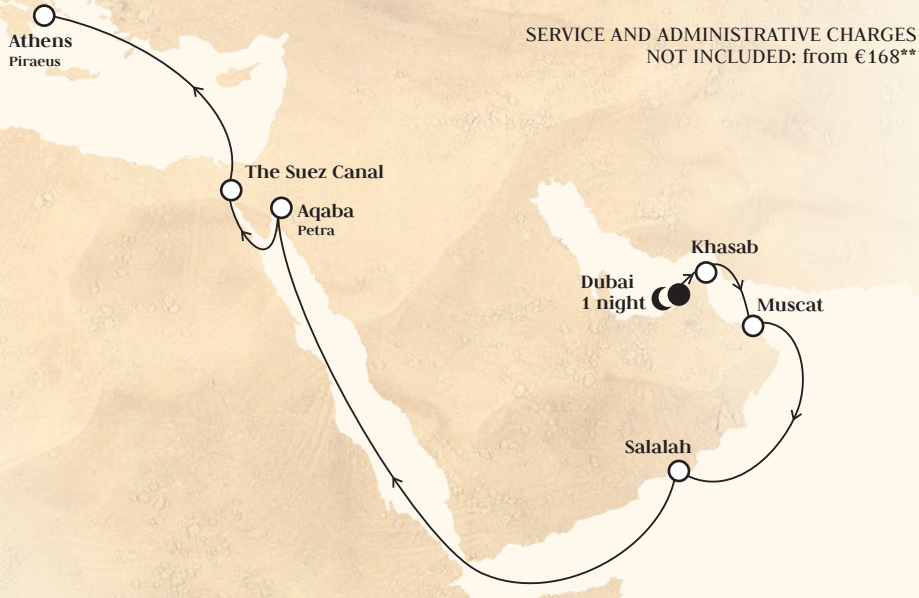 SERVICE AND ADMINISTRATIVE CHARGES
NOT INCLUDED: from €168**
Athens
Piraeus
The Suez Canal
Aqaba
Petra
Khasab
Dubai
1 night
Muscat
Salalah